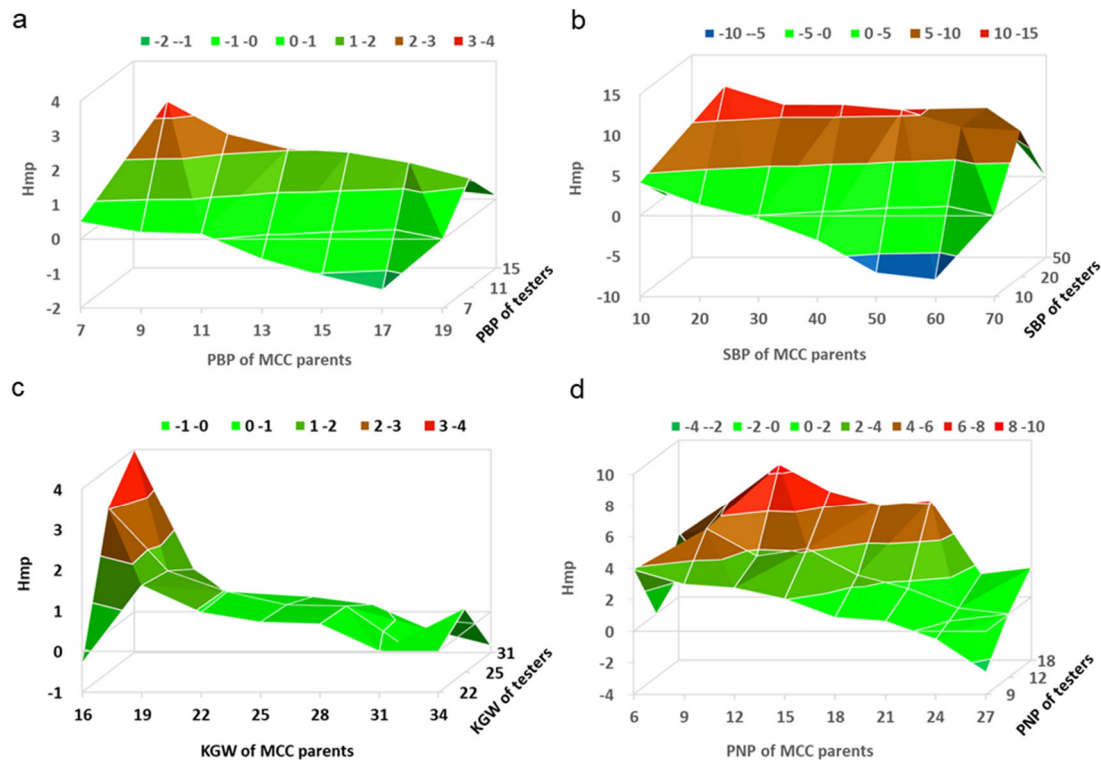 a
-2 --1 -1 -0 0 -1 1 -2 2 -3 3 -4
4
3
2
1
0
-1
-2
Hmp
7 9 11 13 15 17 19
PBP of MCC parents
7
11
15
PBP of testers
b
-10 --5 -5 -0 0 -5 5 -10 10 -15
15
10
5
0
-5
-10
Hmp
10 20 30 40 50 60 70
SBP of MCC parents
10
20
50
SBP of testers
c
-1 -0 0 -1 1 -2 2 -3 3 -4
4
3
2
1
0
-1
Hmp
16 19 22 25 28 31 34
KGW of MCC parents
22
25
31
KGW of testers
d
-4 --2 -2 -0 0 -2 2 -4 4 -6 6 -8 8 -10
10
8
6
4
2
0
-2
-4
Hmp
6 9 12 15 18 21 24 27
PNP of MCC parents
9
12
18
PNP of testers